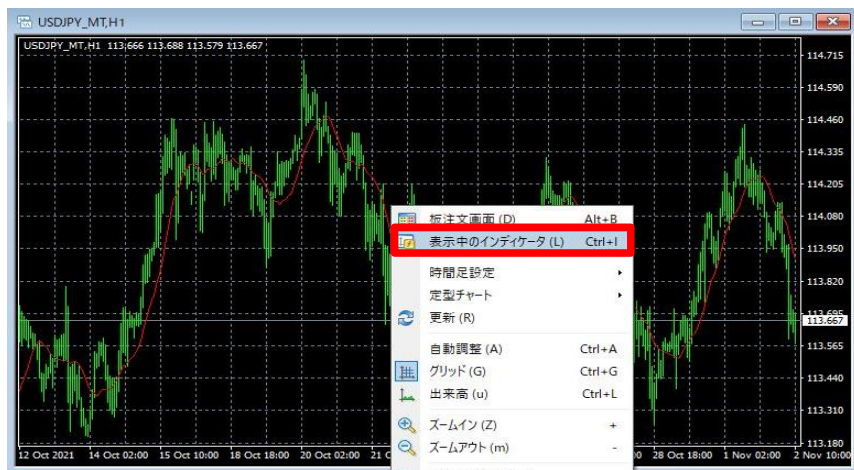 USDJPY_MT,H1
USDJPY_MT,H1 113.666 113.688 113.579 113.667
114.715
114.590
114.460
114.335
114.205
114.080
113.950
113.820
113.667
113.565
113.440
113.310
113.180
板注文画面 (D) Alt+B
表示中のインディケータ (L) Ctrl+I
時間足設定
定型チャート
更新 (R)
自動調整 (A) Ctrl+A
グリッド (G) Ctrl+G
出来高 (u) Ctrl+L
ズームイン (Z) +
ズームアウト (m) -
12 Oct 2021 14 Oct 02:00 15 Oct 10:00 18 Oct 18:00 20 Oct 02:00 28 Oct 18:00 1 Nov 02:00 2 Nov 10:00